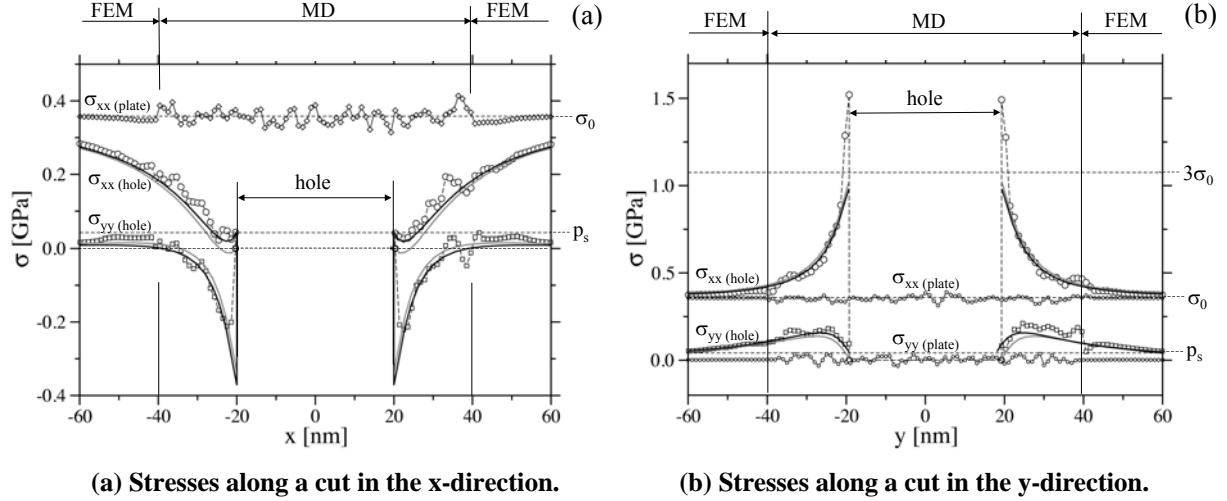 FEM MD FEM (a)
0.4
σxx (plate)
σ0
hole
0.2
σxx (hole)
σyy (hole)
ps
σ [GPa]
0.0
-0.2
-0.4
-60 -40 -20 0 20 40 60
x [nm]
(a) Stresses along a cut in the x-direction.
FEM MD FEM (b)
1.5
hole
3σ0
1.0
σ [GPa]
0.5
σxx (hole)
σxx (plate)
σ0
σyy (hole)
σyy (plate)
ps
0.0
-60 -40 -20 0 20 40 60
y [nm]
(b) Stresses along a cut in the y-direction.